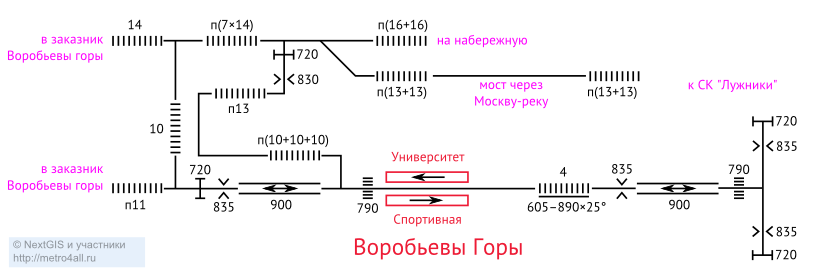 14
п(7×14)
п(16+16)
в заказник
Воробьевы горы
на набережную
720
830
п(13+13)
мост через
Москву-реку
п(13+13)
к СК "Лужники"
п13
10
п(10+10+10)
720
835
в заказник
Воробьевы горы
720
Университет
4
835
790
п11
835
900
790
Спортивная
605–890×25°
900
835
720
Воробьевы Горы
© NextGIS и участники
http://metro4all.ru